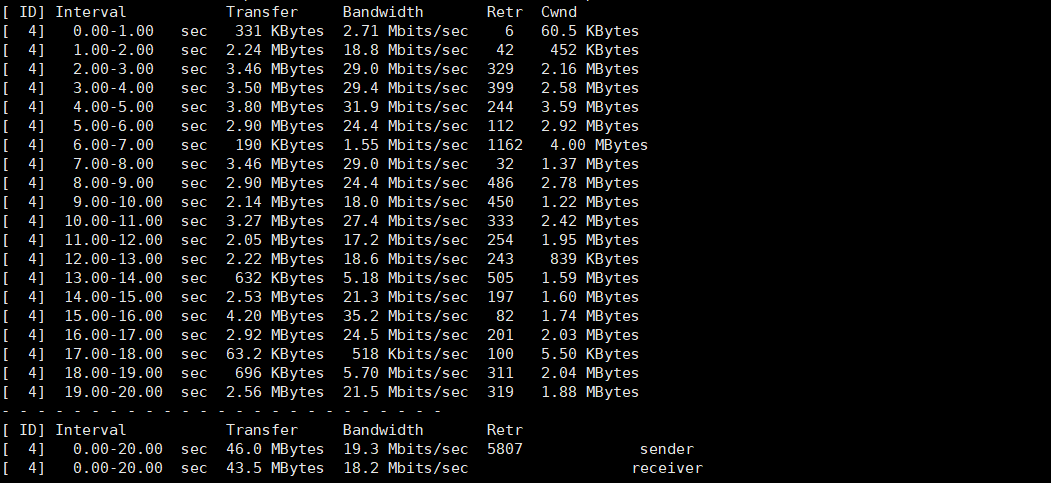 [ ID] Interval           Transfer     Bandwidth       Retr  Cwnd
[  4]   0.00-1.00   sec   331 KBytes  2.71 Mbits/sec    6   60.5 KBytes
[  4]   1.00-2.00   sec  2.24 MBytes  18.8 Mbits/sec   42    452 KBytes
[  4]   2.00-3.00   sec  3.46 MBytes  29.0 Mbits/sec  329   2.16 MBytes
[  4]   3.00-4.00   sec  3.50 MBytes  29.4 Mbits/sec  399   2.58 MBytes
[  4]   4.00-5.00   sec  3.80 MBytes  31.9 Mbits/sec  244   3.59 MBytes
[  4]   5.00-6.00   sec  2.90 MBytes  24.4 Mbits/sec  112   2.92 MBytes
[  4]   6.00-7.00   sec   190 KBytes  1.55 Mbits/sec  1162   4.00 MBytes
[  4]   7.00-8.00   sec  3.46 MBytes  29.0 Mbits/sec   32   1.37 MBytes
[  4]   8.00-9.00   sec  2.90 MBytes  24.4 Mbits/sec  486   2.78 MBytes
[  4]   9.00-10.00  sec  2.14 MBytes  18.0 Mbits/sec  450   1.22 MBytes
[  4]  10.00-11.00  sec  3.27 MBytes  27.4 Mbits/sec  333   2.42 MBytes
[  4]  11.00-12.00  sec  2.05 MBytes  17.2 Mbits/sec  254   1.95 MBytes
[  4]  12.00-13.00  sec  2.22 MBytes  18.6 Mbits/sec  243    839 KBytes
[  4]  13.00-14.00  sec   632 KBytes  5.18 Mbits/sec  505   1.59 MBytes
[  4]  14.00-15.00  sec  2.53 MBytes  21.3 Mbits/sec  197   1.60 MBytes
[  4]  15.00-16.00  sec  4.20 MBytes  35.2 Mbits/sec   82   1.74 MBytes
[  4]  16.00-17.00  sec  2.92 MBytes  24.5 Mbits/sec  201   2.03 MBytes
[  4]  17.00-18.00  sec  63.2 KBytes   518 Kbits/sec  100   5.50 KBytes
[  4]  18.00-19.00  sec   696 KBytes  5.70 Mbits/sec  311   2.04 MBytes
[  4]  19.00-20.00  sec  2.56 MBytes  21.5 Mbits/sec  319   1.88 MBytes
- - - - - - - - - - - - - - - - - - - - - - - - -
[ ID] Interval           Transfer     Bandwidth       Retr
[  4]   0.00-20.00  sec  46.0 MBytes  19.3 Mbits/sec  5807             sender
[  4]   0.00-20.00  sec  43.5 MBytes  18.2 Mbits/sec                  receiver